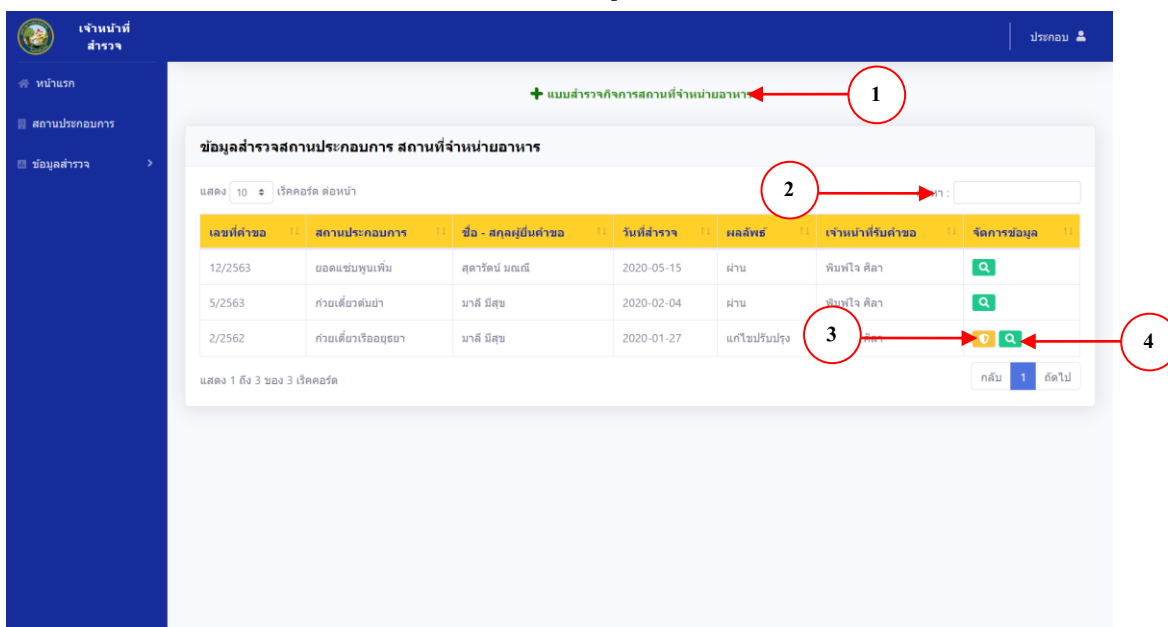 เจ้าหน้าที่
สำรวจ
ประกอบ
หน้าแรก
สถานประกอบการ
ข้อมูลสำรวจ
แบบสำรวจกิจการสถานที่จำหน่ายอาหาร
1
ข้อมูลสำรวจสถานประกอบการ สถานที่จำหน่ายอาหาร
แสดง 10 เร็คคอร์ด ต่อหน้า
2
เลขที่คำขอ สถานประกอบการ ชื่อ - สกุลผู้ยื่นคำขอ วันที่สำรวจ ผลลัพธ์ เจ้าหน้าที่รับคำขอ จัดการข้อมูล
12/2563 ยอดแซ่บพูนเพิ่ม สุดารัตน์ มณณี 2020-05-15 ผ่าน พิมพ์ใจ ศิลา
5/2563 ก๋วยเตี๋ยวต้มยำ มาลี มีสุข 2020-02-04 ผ่าน พิมพ์ใจ ศิลา
2/2562 ก๋วยเตี๋ยวเรืออยุธยา มาลี มีสุข 2020-01-27 แก้ไขปรับปรุง ศิลา
3
4
แสดง 1 ถึง 3 ของ 3 เร็คคอร์ด
กลับ 1 ถัดไป